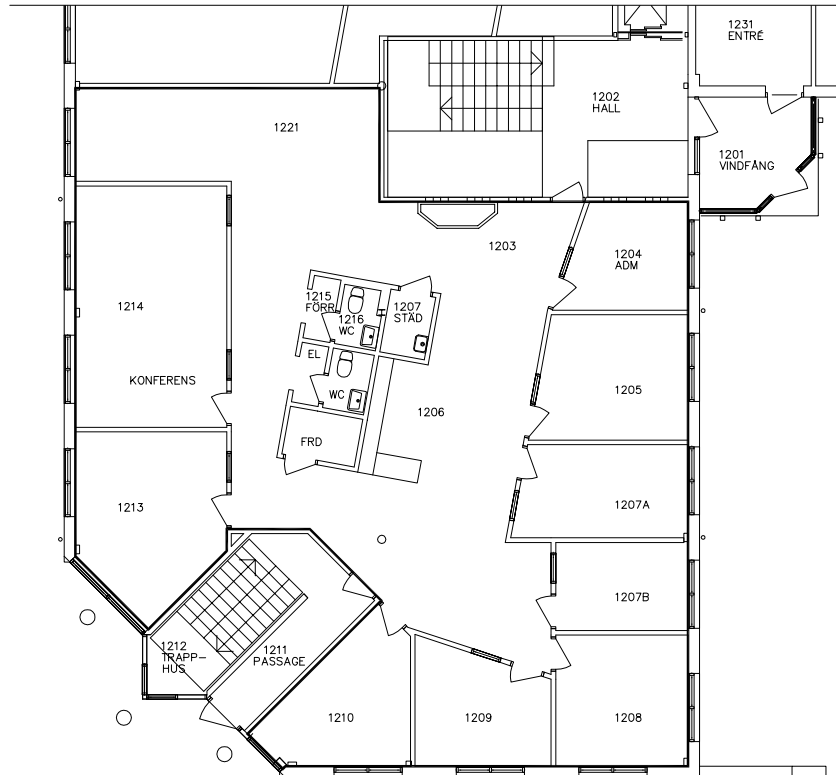 1231
ENTRÉ
1202
HALL
1221
1201
VINDFÅNG
1203
1204
ADM
1214
1215
FÖRR
1216
WC
1207
STÄD
EL
KONFERENS
WC
1205
1206
FRD
1213
1207A
1207B
1212
TRAPP-
HUS
1211
PASSAGE
1210
1209
1208